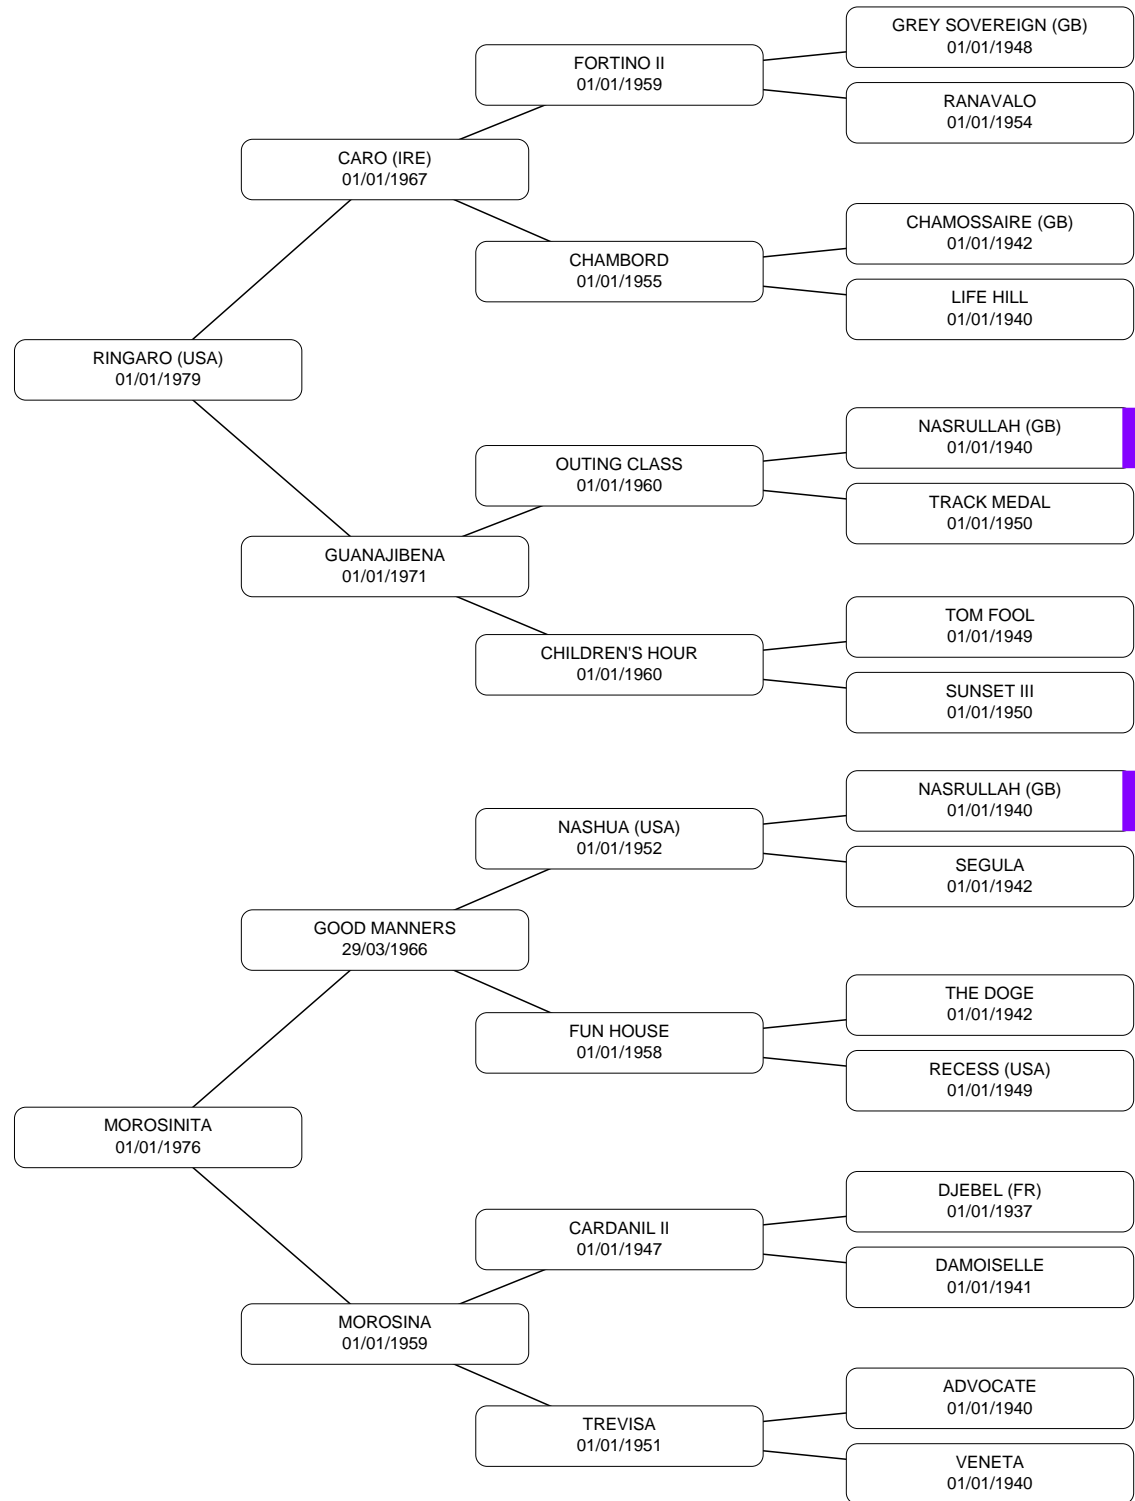 GREY SOVEREIGN (GB)
01/01/1948
FORTINO II
01/01/1959
RANAVALO
01/01/1954
CARO (IRE)
01/01/1967
CHAMOSSAIRE (GB)
01/01/1942
CHAMBORD
01/01/1955
LIFE HILL
01/01/1940
RINGARO (USA)
01/01/1979
NASRULLAH (GB)
01/01/1940
OUTING CLASS
01/01/1960
TRACK MEDAL
01/01/1950
GUANAJIBENA
01/01/1971
TOM FOOL
01/01/1949
CHILDREN'S HOUR
01/01/1960
SUNSET III
01/01/1950
NASRULLAH (GB)
01/01/1940
NASHUA (USA)
01/01/1952
SEGULA
01/01/1942
GOOD MANNERS
29/03/1966
THE DOGE
01/01/1942
FUN HOUSE
01/01/1958
RECESS (USA)
01/01/1949
MOROSINITA
01/01/1976
DJEBEL (FR)
01/01/1937
CARDANIL II
01/01/1947
DAMOISELLE
01/01/1941
MOROSINA
01/01/1959
ADVOCATE
01/01/1940
TREVISA
01/01/1951
VENETA
01/01/1940